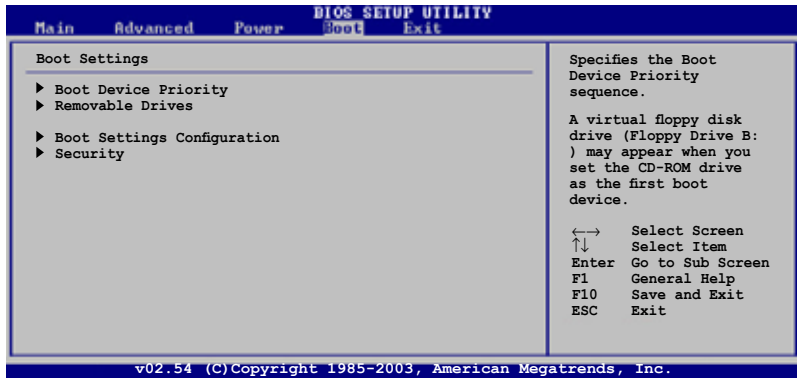 BIOS SETUP UTILITY
Main Advanced Power Boot Exit
Boot Settings
Boot Device Priority
Removable Drives
Boot Settings Configuration
Security
Specifies the Boot
Device Priority
sequence.
A virtual floppy disk
drive (Floppy Drive B:
) may appear when you
set the CD-ROM drive
as the first boot
device.
←→ Select Screen
↑↓ Select Item
Enter Go to Sub Screen
F1 General Help
F10 Save and Exit
ESC Exit
v02.54 (C)Copyright 1985-2003, American Megatrends, Inc.